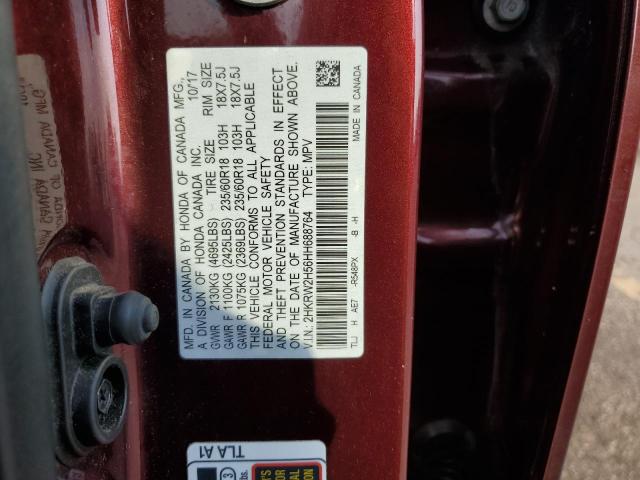 MFD. IN CANADA BY HONDA OF CANADA MFG.,
A DIVISION OF HONDA CANADA INC. 10/17
GVWR 2130KG (4695LBS) TIRE SIZE RIM SIZE
GAWR F 1100KG (2425LBS) 235/60R18 103H 18X7.5J
GAWR R 1075KG (2369LBS) 235/60R18 103H 18X7.5J
THIS VEHICLE CONFORMS TO ALL APPLICABLE
FEDERAL MOTOR VEHICLE SAFETY
AND THEFT PREVENTION STANDARDS IN EFFECT
ON THE DATE OF MANUFACTURE SHOWN ABOVE.
V.I.N.: 2HKRW2H56HH688764 TYPE: MPV
TLJ H AE7 -R548PX -B -H MADE IN CANADA
TLA A1
3